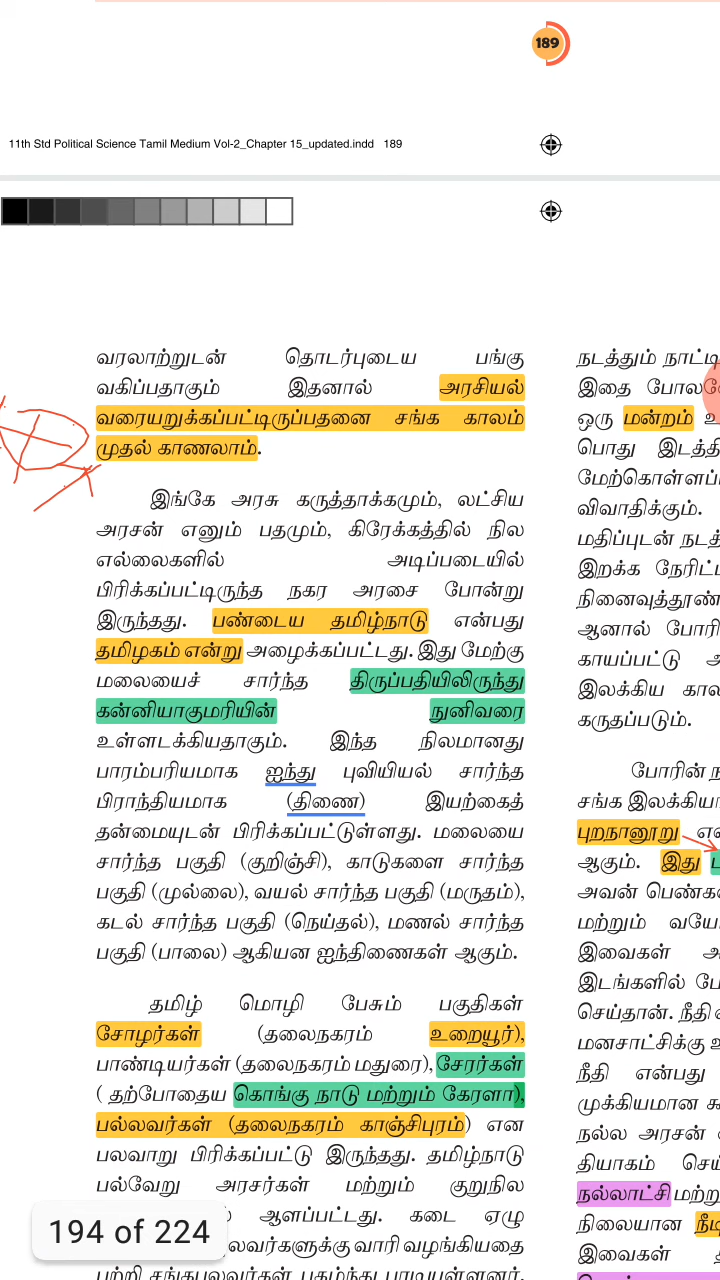 189
11th Std Political Science Tamil Medium Vol-2_Chapter 15_updated.indd 189
வரலாற்றுடன் தொடர்புடைய பங்கு
வகிப்பதாகும் இதனால் அரசியல்
வரையறுக்கப்பட்டிருப்பதனை சங்க காலம்
முதல் காணலாம்.
இங்கே அரசு கருத்தாக்கமும், லட்சிய
அரசன் எனும் பதமும், கிரேக்கத்தில் நில
எல்லைகளில் அடிப்படையில்
பிரிக்கப்பட்டிருந்த நகர அரசை போன்று
இருந்தது. பண்டைய தமிழ்நாடு என்பது
தமிழகம் என்று அழைக்கப்பட்டது. இது மேற்கு
மலையைச் சார்ந்த திருப்பதியிலிருந்து
கன்னியாகுமரியின் நுனிவரை
உள்ளடக்கியதாகும். இந்த நிலமானது
பாரம்பரியமாக ஐந்து புவியியல் சார்ந்த
பிராந்தியமாக (திணை) இயற்கைத்
தன்மையுடன் பிரிக்கப்பட்டுள்ளது. மலையை
சார்ந்த பகுதி (குறிஞ்சி), காடுகளை சார்ந்த
பகுதி (முல்லை), வயல் சார்ந்த பகுதி (மருதம்),
கடல் சார்ந்த பகுதி (நெய்தல்), மணல் சார்ந்த
பகுதி (பாலை) ஆகியன ஐந்திணைகள் ஆகும்.
தமிழ் மொழி பேசும் பகுதிகள்
சோழர்கள் (தலைநகரம் உறையூர்),
பாண்டியர்கள் (தலைநகரம் மதுரை), சேரர்கள்
( தற்போதைய கொங்கு நாடு மற்றும் கேரளா),
பல்லவர்கள் (தலைநகரம் காஞ்சிபுரம்) என
பலவாறு பிரிக்கப்பட்டு இருந்தது. தமிழ்நாடு
பல்வேறு அரசர்கள் மற்றும் குறுநில
ஆளப்பட்டது. கடை ஏழு
வாரி வழங்கியதை
பற்றி சங்கபுலவர்கள் புகழ்ந்து பாடியுள்ளனர்.
நடத்தும்
இதை
ஒரு மன்றம்
பொது
விவாதிக்கும்.
மதிப்புடன்
இறக்க
ஆனால்
காயப்பட்டு
இலக்கிய
கருதப்படும்.
போரின்
சங்க
புறநானூறு
ஆகும். இது
அவன்
மற்றும்
இவைகள்
இடங்களில்
செய்தான். நீதி
மனசாட்சிக்கு
நீதி என்பது
முக்கியமான
நல்ல அரசன்
தியாகம்
நல்லாட்சி
நிலையான
இவைகள்
194 of 224